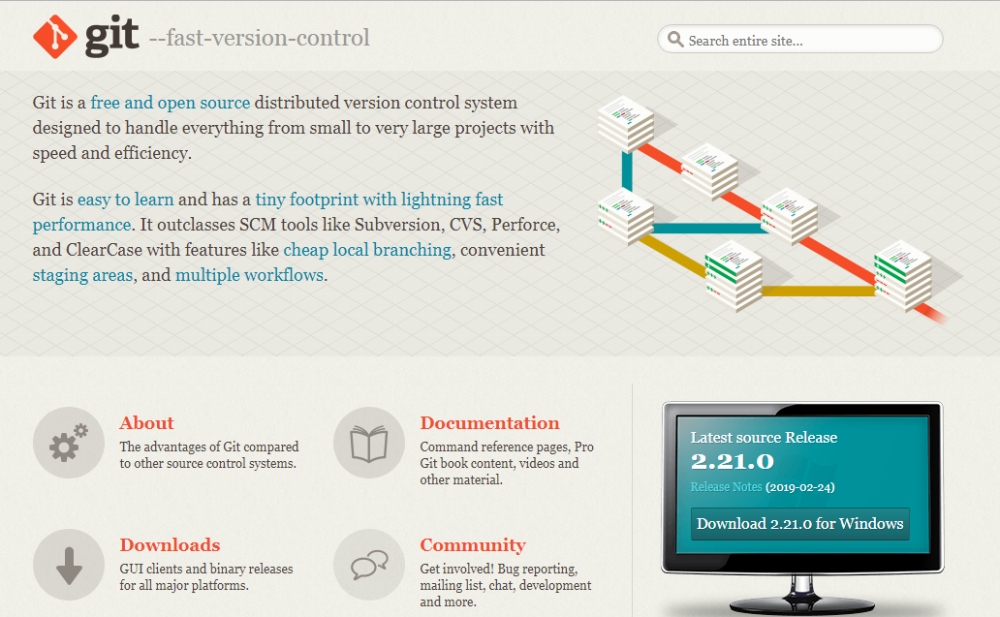 git --fast-version-control
Search entire site...
Git is a free and open source distributed version control system
designed to handle everything from small to very large projects with
speed and efficiency.
Git is easy to learn and has a tiny footprint with lightning fast
performance. It outclasses SCM tools like Subversion, CVS, Perforce,
and ClearCase with features like cheap local branching, convenient
staging areas, and multiple workflows.
About
The advantages of Git compared
to other source control systems.
Documentation
Command reference pages, Pro
Git book content, videos and
other material.
Downloads
GUI clients and binary releases
for all major platforms.
Community
Get involved! Bug reporting,
mailing list, chat, development
and more.
Latest source Release
2.21.0
Release Notes (2019-02-24)
Download 2.21.0 for Windows